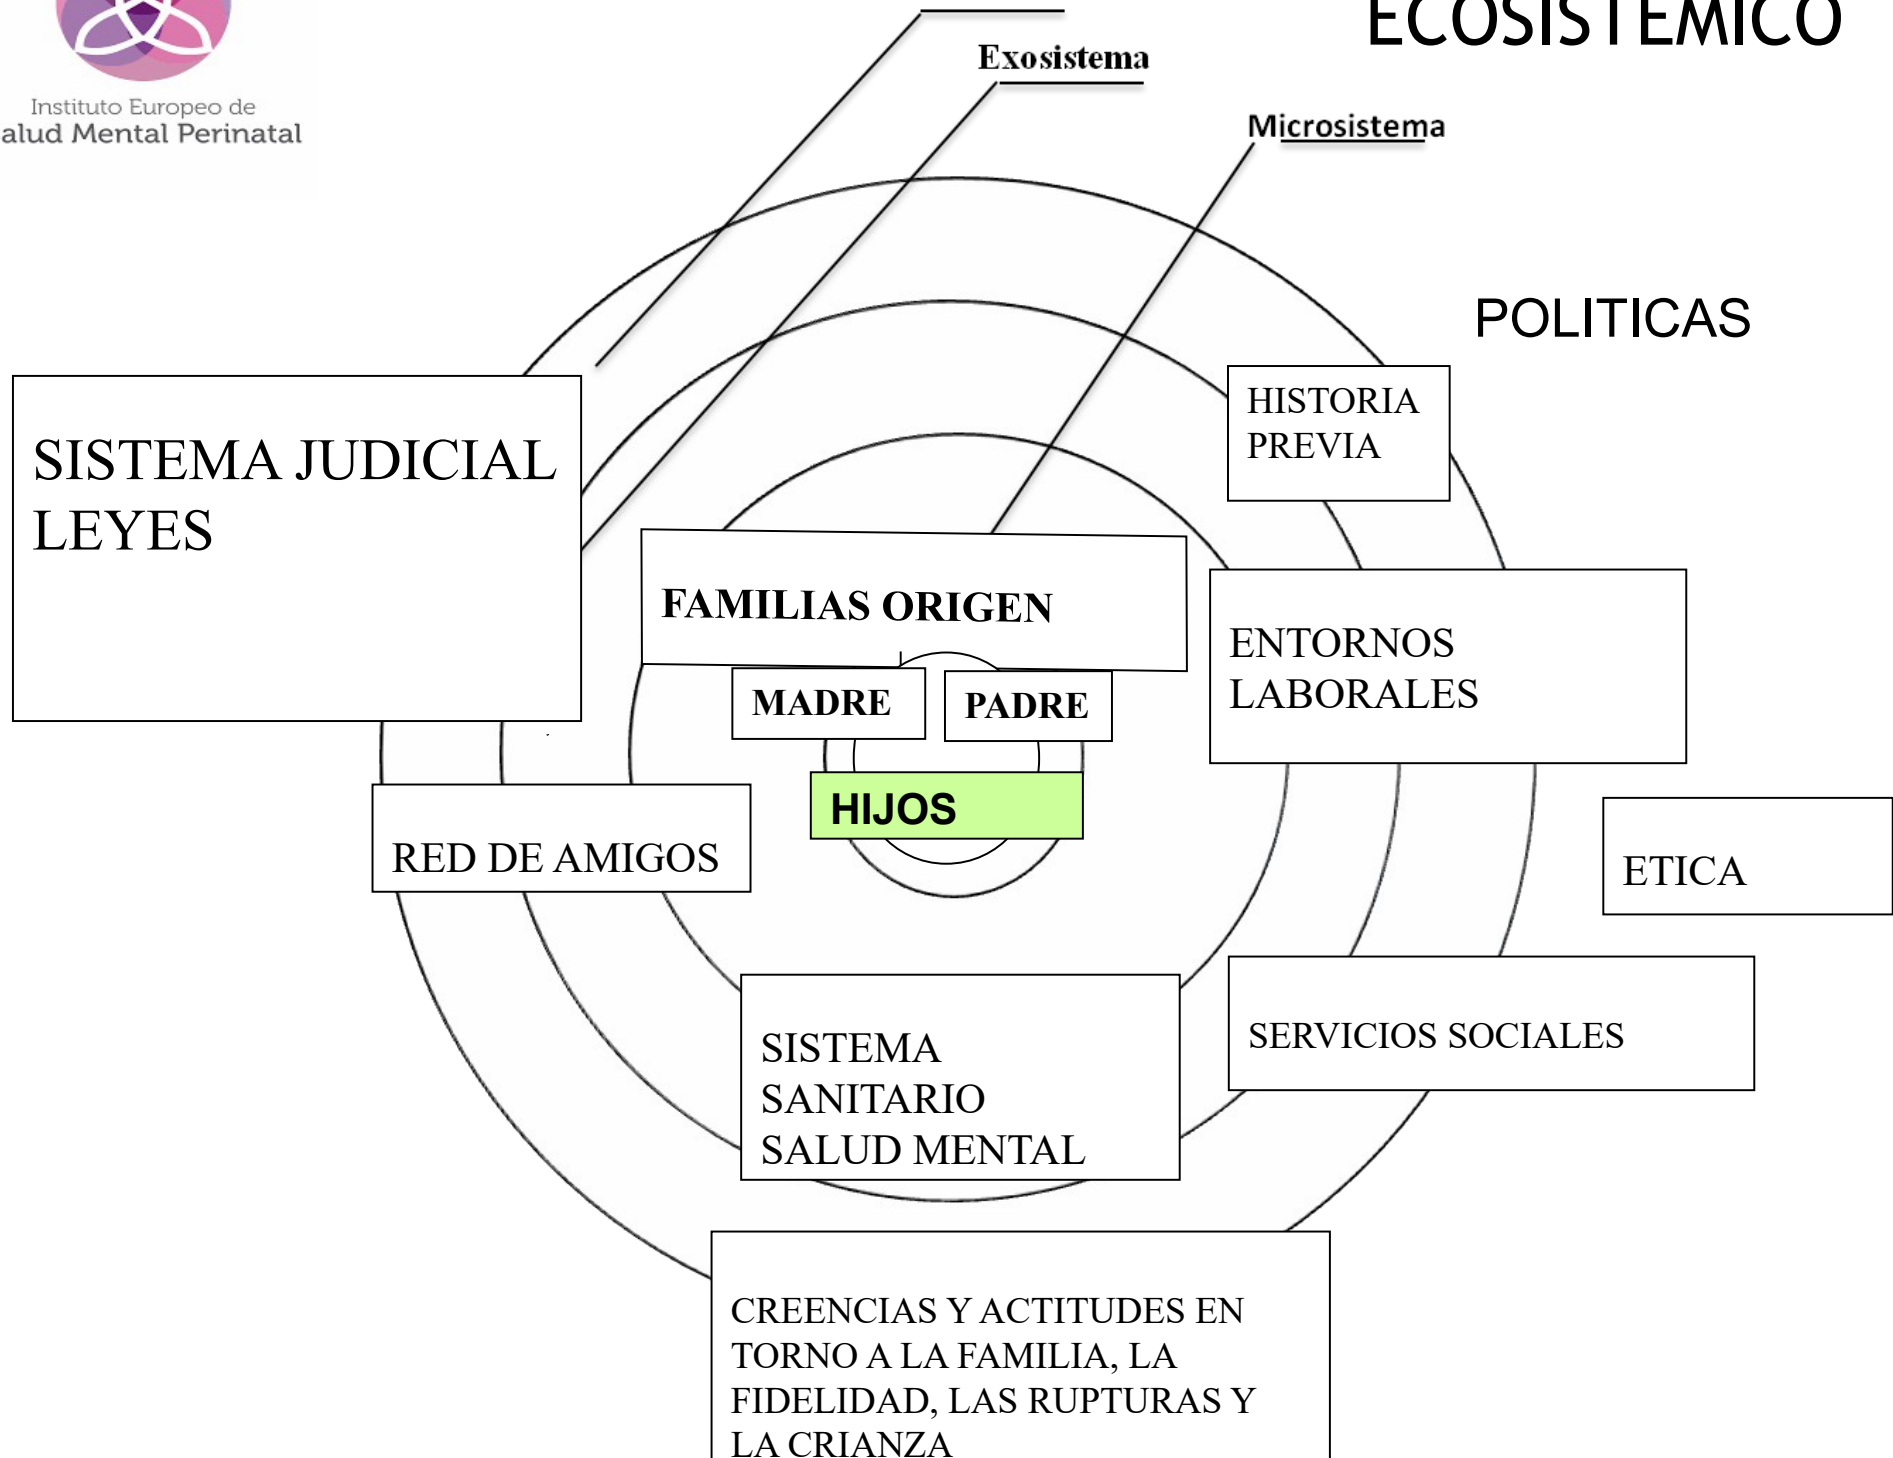 ECOSISTEMICO
Exosistema
Instituto Europeo de
alud Mental Perinatal
Microsistema
POLITICAS
HISTORIA
PREVIA
SISTEMA JUDICIAL
LEYES
FAMILIAS ORIGEN
ENTORNOS
LABORALES
MADRE
PADRE
HIJOS
RED DE AMIGOS
ETICA
SISTEMA
SANITARIO
SALUD MENTAL
SERVICIOS SOCIALES
CREENCIAS Y ACTITUDES EN
TORNO A LA FAMILIA, LA
FIDELIDAD, LAS RUPTURAS Y
LA CRIANZA